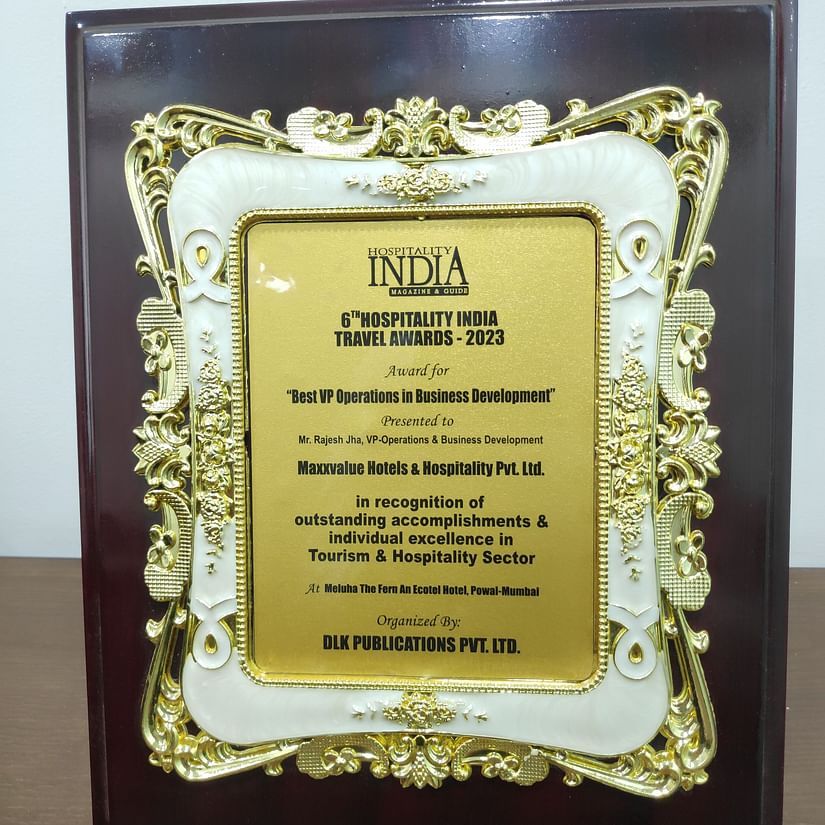 HOSPITALITY
INDIA
MAGAZINE & GUIDE
6THHOSPITALITY INDIA
TRAVEL AWARDS - 2023
Award for
“Best VP Operations in Business Development”
Presented to
Mr. Rajesh Jha, VP-Operations & Business Development
Maxxvalue Hotels & Hospitality Pvt. Ltd.
in recognition of
outstanding accomplishments &
individual excellence in
Tourism & Hospitality Sector
At Meluha The Fern An Ecotel Hotel, Powai-Mumbai
Organized By:
DLK PUBLICATIONS PVT. LTD.